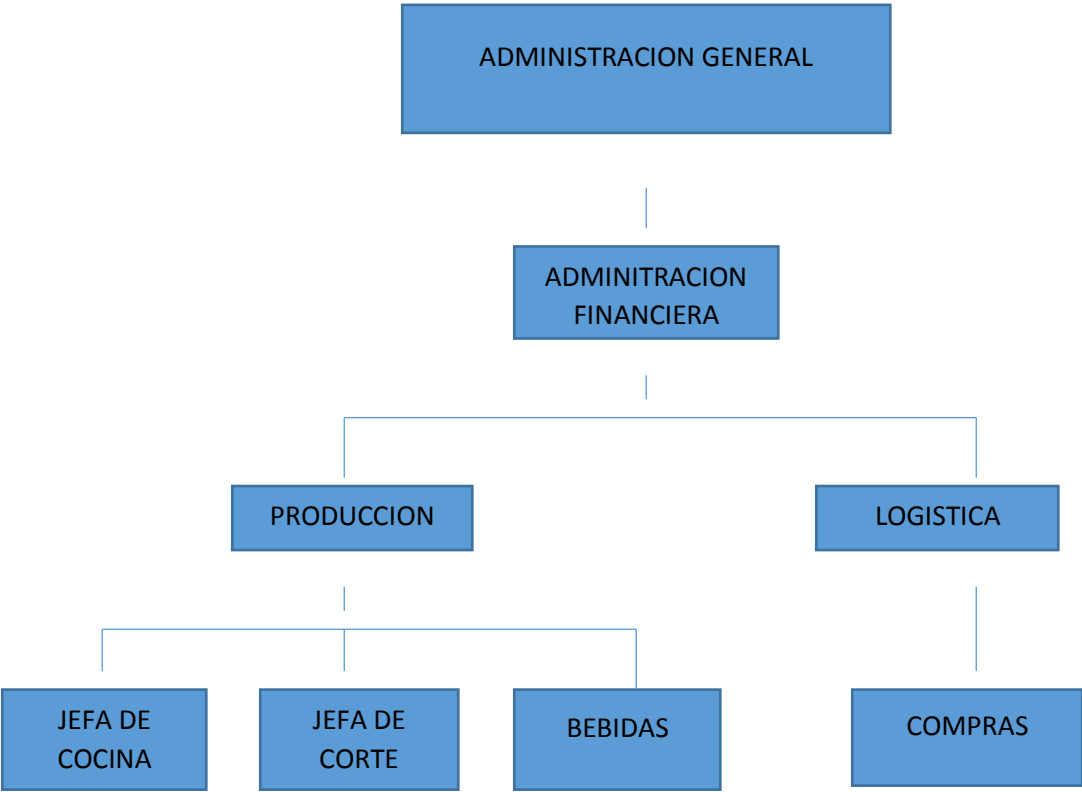 ADMINISTRACION GENERAL
ADMINITRACION
FINANCIERA
PRODUCCION
LOGISTICA
JEFA DE
COCINA
JEFA DE
CORTE
BEBIDAS
COMPRAS